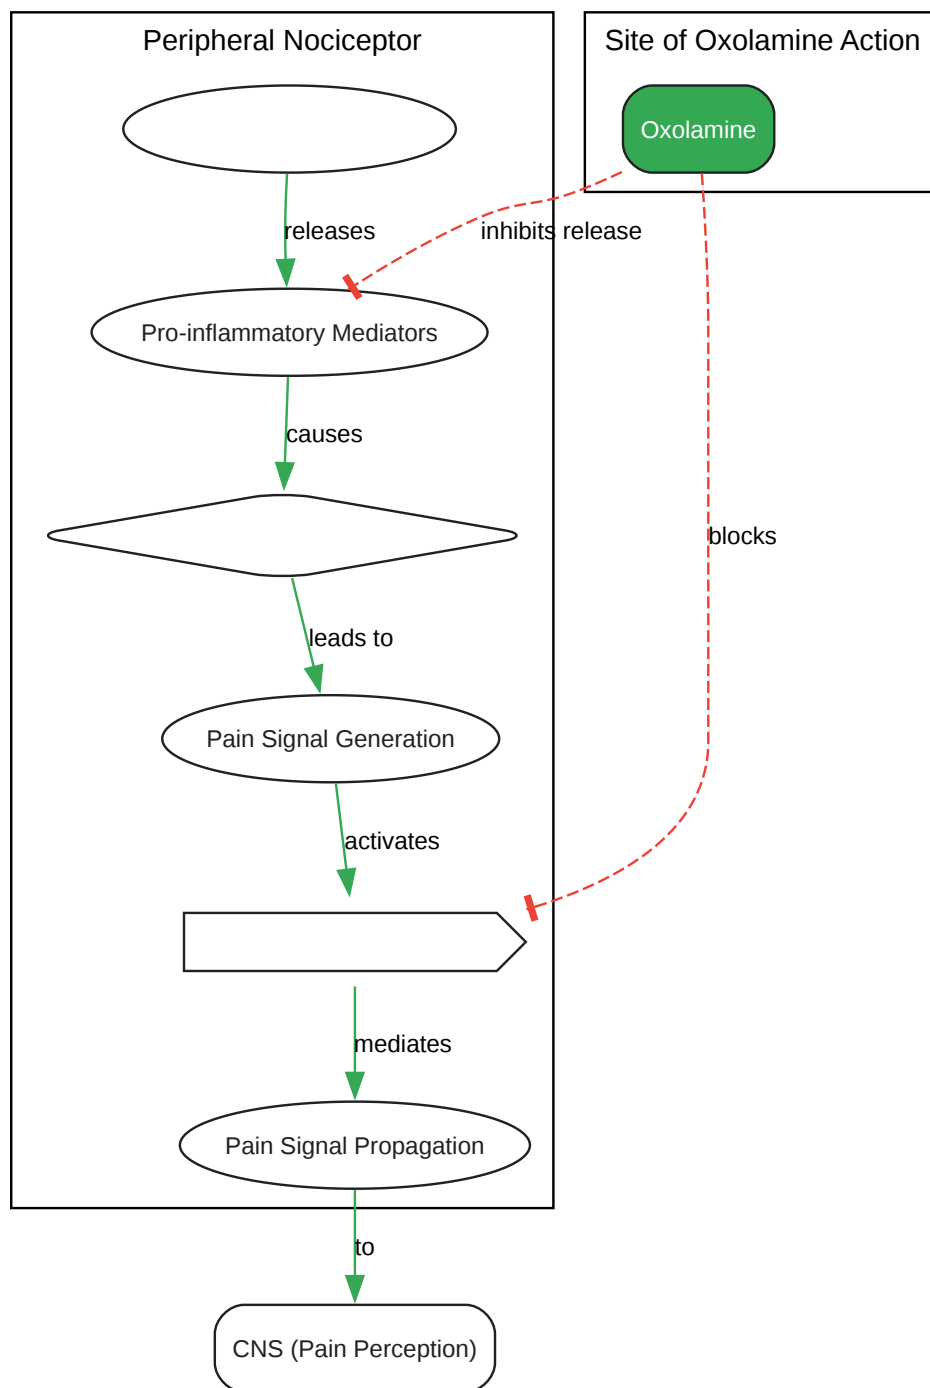 Peripheral Nociceptor
Site of Oxolamine Action
Oxolamine
releases
inhibits release
Pro-inflammatory Mediators
causes
blocks
leads to
Pain Signal Generation
activates
mediates
Pain Signal Propagation
to
CNS (Pain Perception)